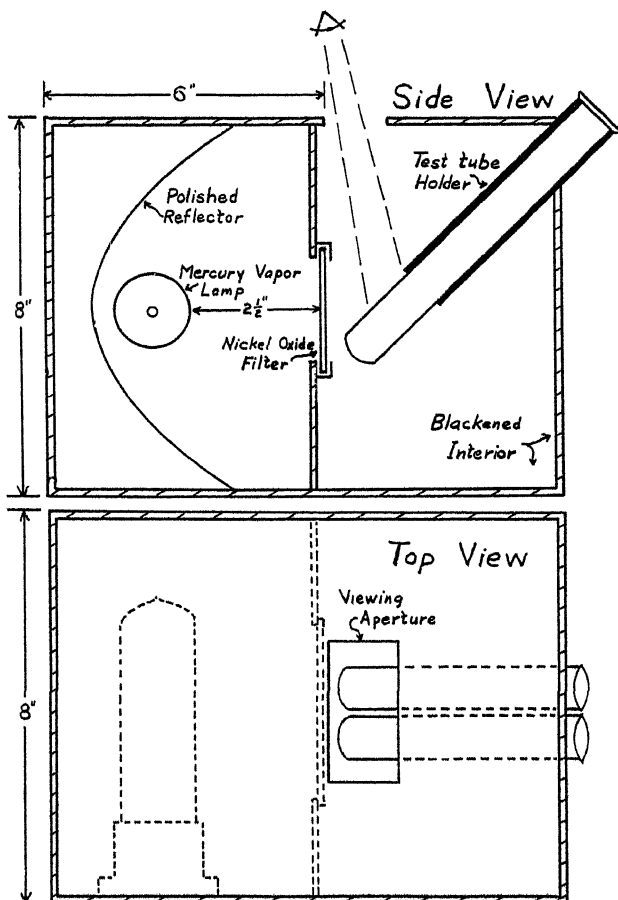 6"
Side View
Test tube
Holder
Polished
Reflector
Mercury Vapor
Lamp
2½"
8"
Nickel Oxide
Filter
Blackened
Interior
Top View
Viewing
Aperture
8"